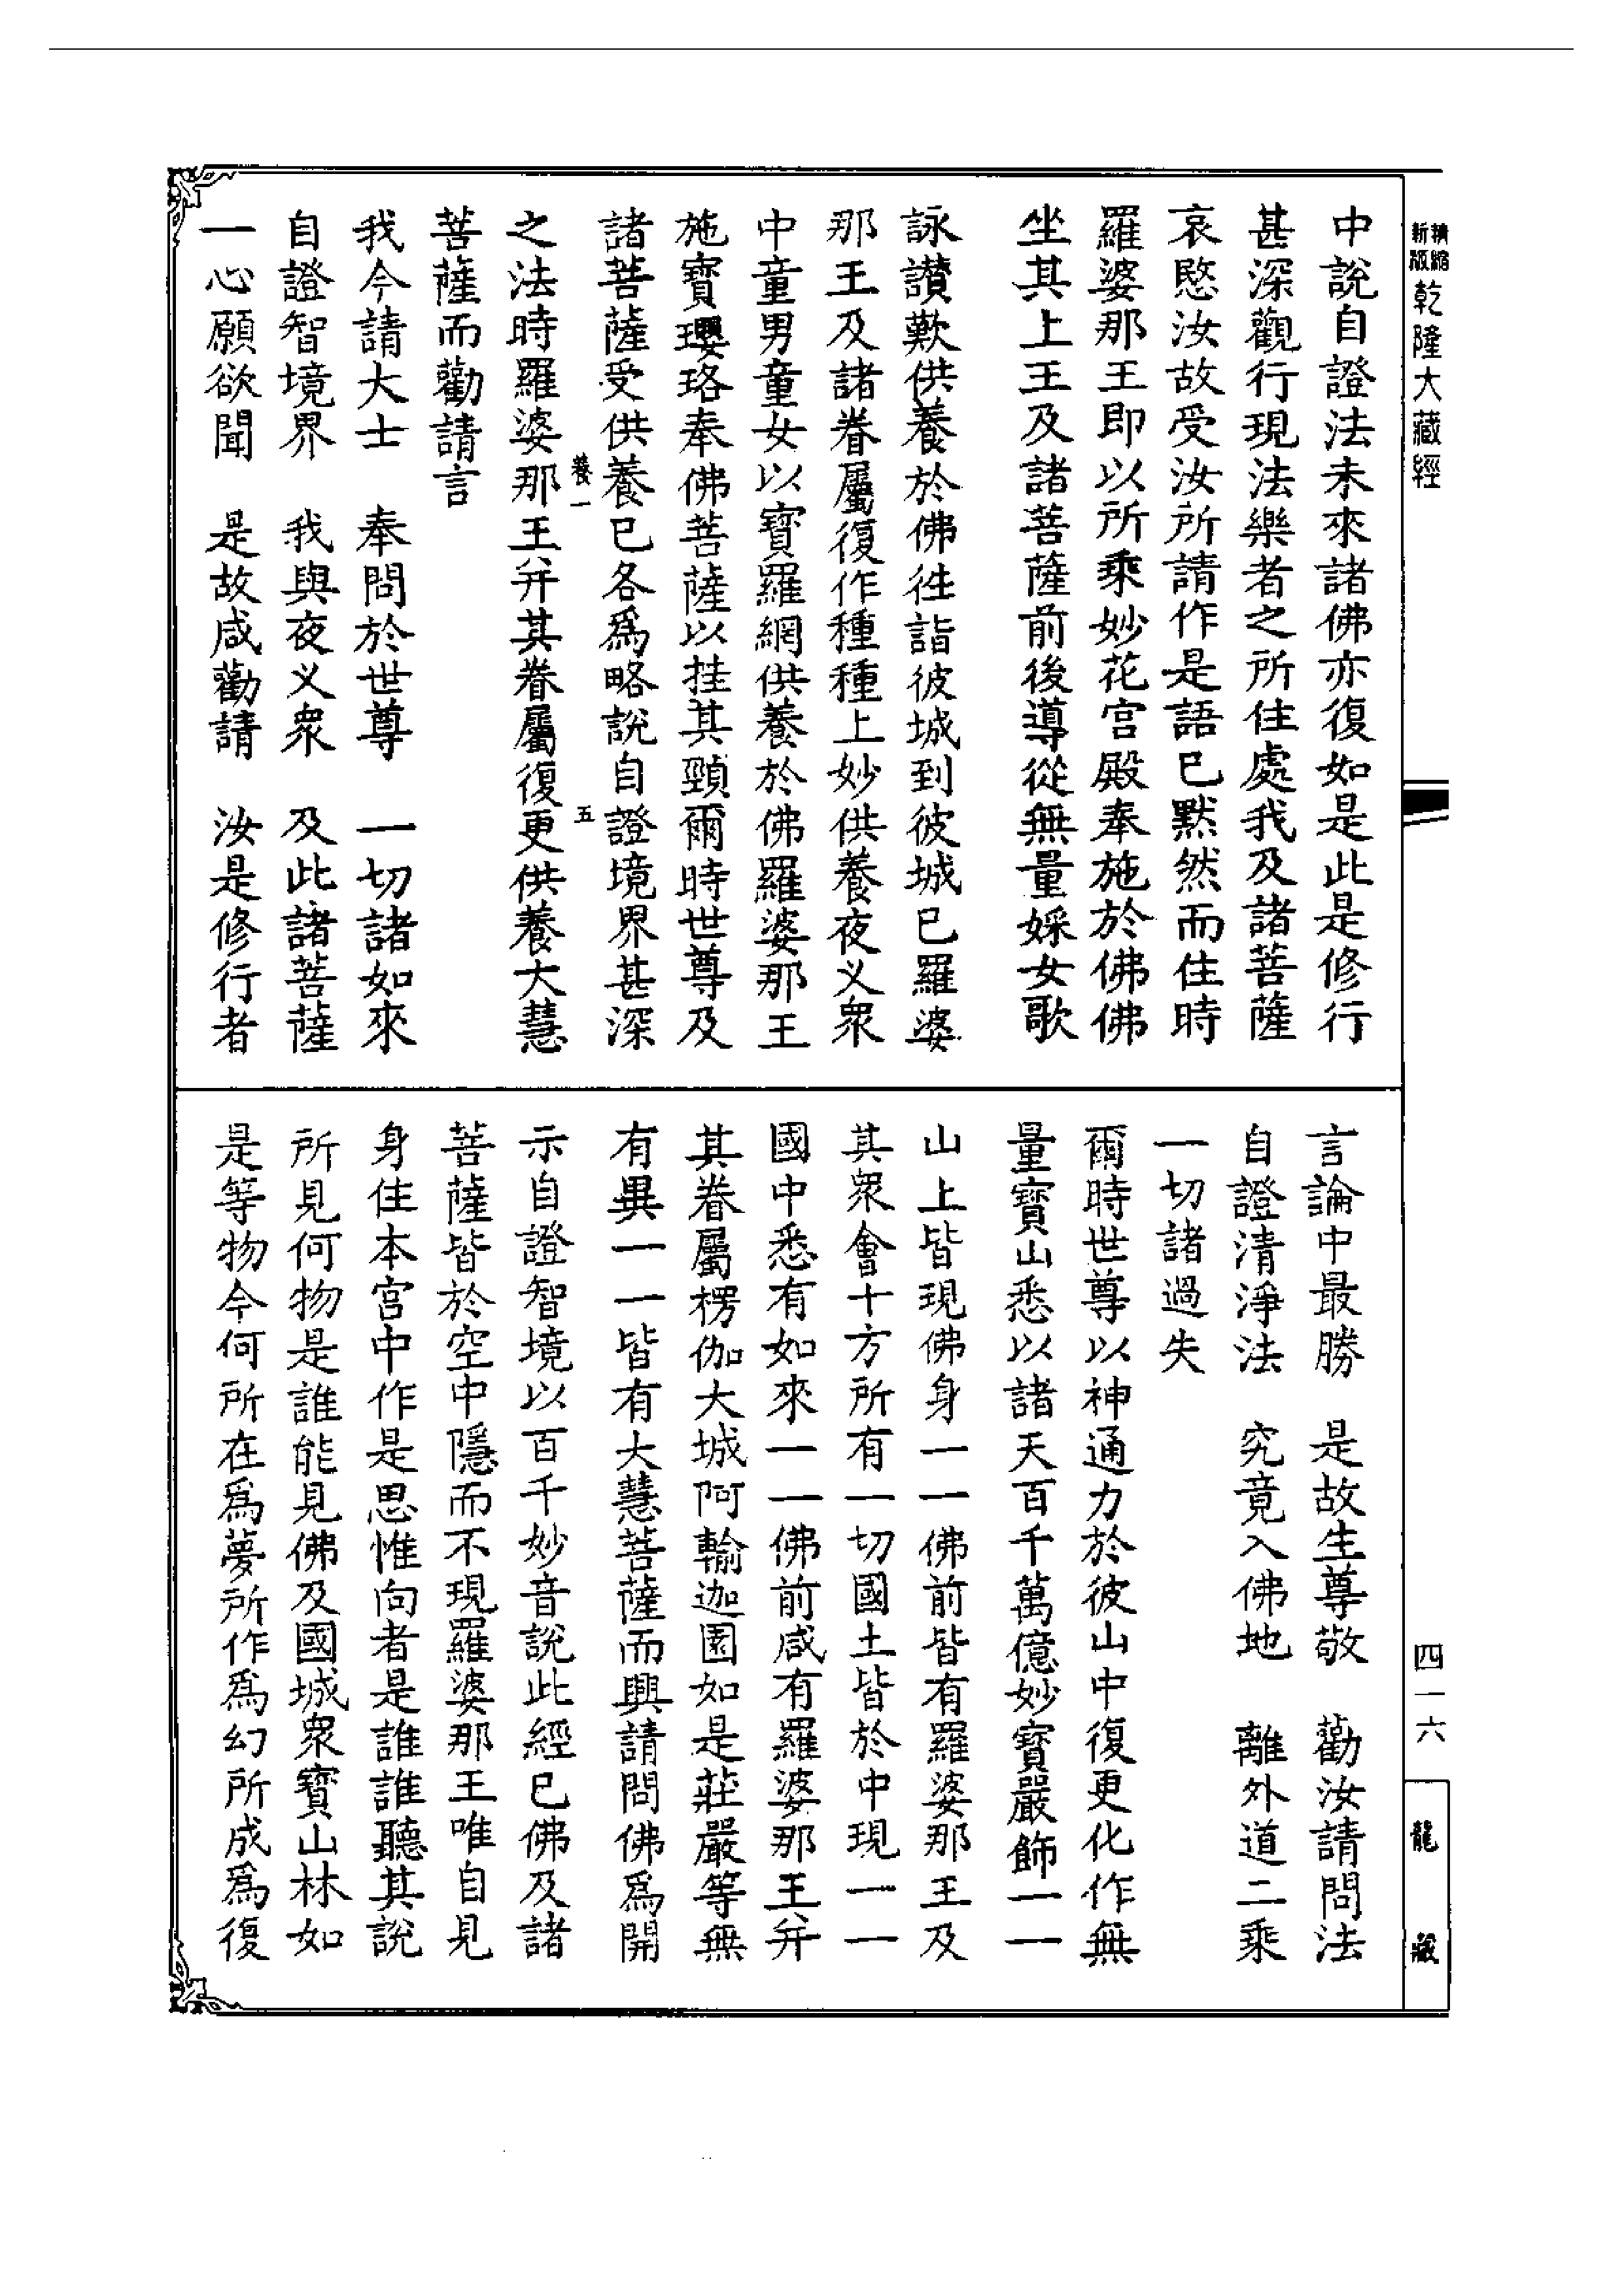 精縮新版乾隆大藏經
中說自證法未來諸佛亦復如是此是修行
甚深觀行現法樂者之所住處我及諸菩薩
哀愍汝故受汝所請作是語已默然而住時
羅婆那王即以所乘妙花宮殿奉施於佛佛
坐其上王及諸菩薩前後導從無量婇女歌
詠讚歎供養於佛徃詣彼城到彼城已羅婆
那王及諸眷屬復作種種上妙供養夜义眾
中童男童女以寶羅網供養於佛羅婆那王
施寶瓔珞奉佛菩薩以挂其頸爾時世尊及
諸菩薩受供養已各為略說自證境界甚深
養一 五
之法時羅婆那王并其眷屬復更供養大慧
菩薩而勸請言
我今請大士 奉問於世尊 一切諸如來
自證智境界 我與夜义眾 及此諸菩薩
一心願欲聞 是故咸勸請 汝是修行者
言論中最勝 是故生尊敬 勸汝請問法
自證清淨法 究竟入佛地 離外道二乘
一切諸過失
爾時世尊以神通力於彼山中復更化作無
量寶山悉以諸天百千萬億妙寶嚴飾一一
山上皆現佛身一一佛前皆有羅婆那王及
其眾會十方所有一切國土皆於中現一一
國中悉有如來一一佛前咸有羅婆那王并
其眷屬楞伽大城阿輸迦園如是莊嚴等無
有異一一皆有大慧菩薩而興請問佛為開
示自證智境以百千妙音說此經已佛及諸
菩薩皆於空中隱而不現羅婆那王唯自見
身住本宮中作是思惟向者是誰誰聽其說
所見何物是誰能見佛及國城眾寶山林如
是等物今何所在為夢所作為幻所成為復
四一六
龍藏